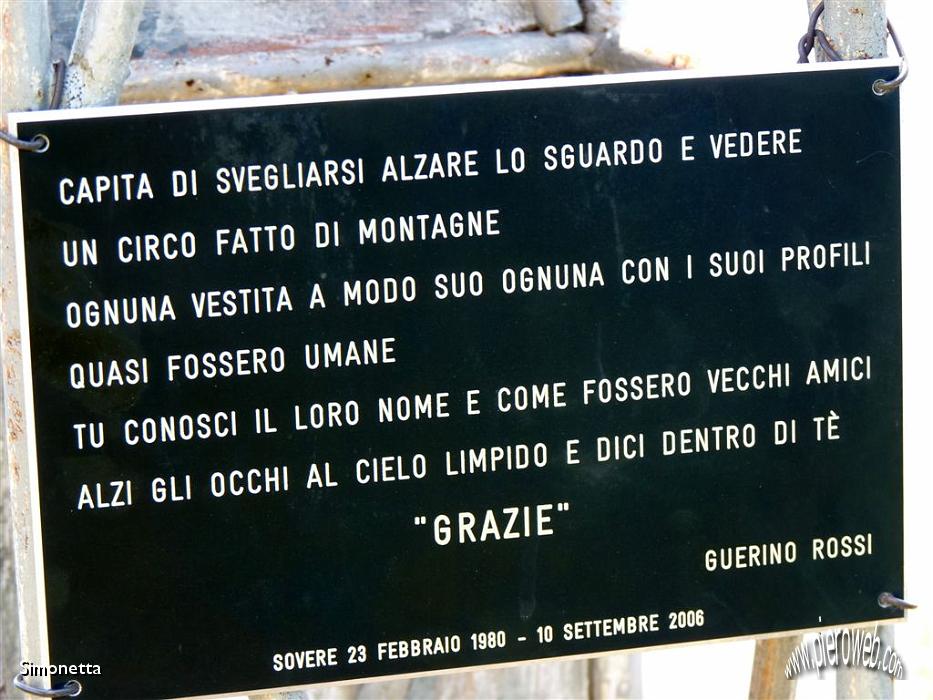 CAPITA DI SVEGLIARSI ALZARE LO SGUARDO E VEDERE
UN CIRCO FATTO DI MONTAGNE
OGNUNA VESTITA A MODO SUO OGNUNA CON I SUOI PROFILI
QUASI FOSSERO UMANE
TU CONOSCI IL LORO NOME E COME FOSSERO VECCHI AMICI
ALZI GLI OCCHI AL CIELO LIMPIDO E DICI DENTRO DI TÈ
"GRAZIE"
GUERINO ROSSI
SOVERE 23 FEBBRAIO 1980 - 10 SETTEMBRE 2006
Simonetta
www.pieroweb.com